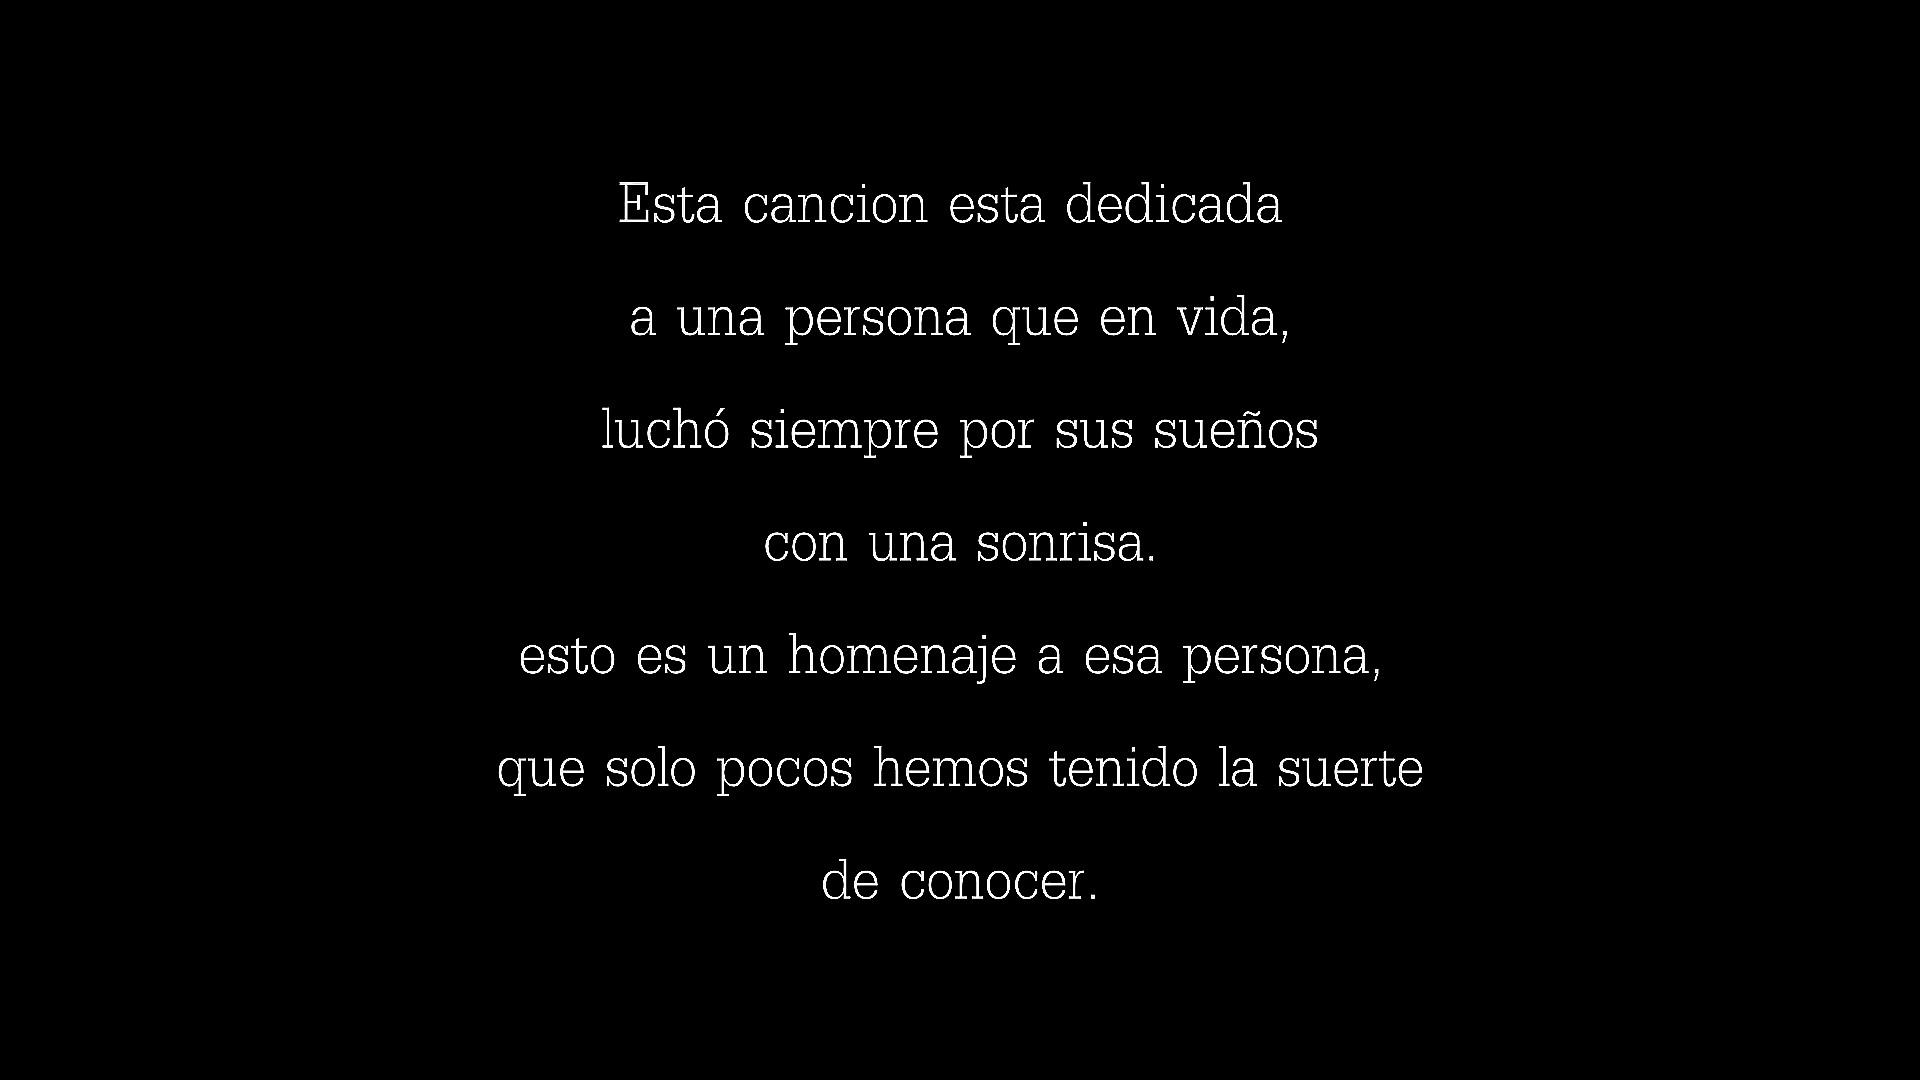 Esta cancion esta dedicada
a una persona que en vida,
luchó siempre por sus sueños
con una sonrisa.
esto es un homenaje a esa persona,
que solo pocos hemos tenido la suerte
de conocer.